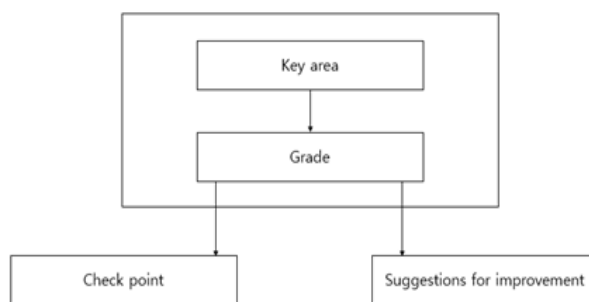 Key area
Grade
Check point
Suggestions for improvement